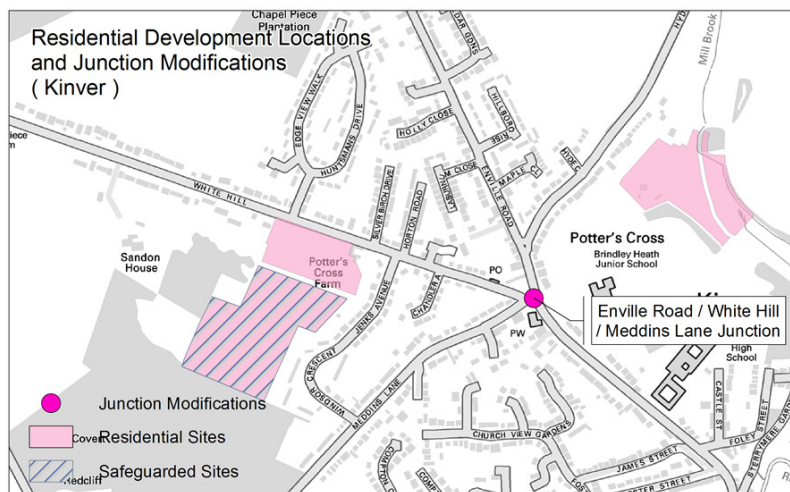 Residential Development Locations
and Junction Modifications
( Kinver )
CHAPEL PIECE
PLANTATION
Mill Brook
EDGE VIEW WALK
HUNTSMANS DRIVE
HOLLY CLOSE
HILLBORO
RISE
MAPLE
ENVILLE ROAD
WHITE HILL
SILVER BIRCH DRIVE
HORTON ROAD
Sandon
House
Potter's
Cross
Farm
JENKS AVENUE
PO
PW
Potter's Cross
Brindley Heath
Junior School
Enville Road / White Hill
/ Meddins Lane Junction
High
School
WINDSOR CRESCENT
MEDDINS LANE
CHURCH VIEW GARDENS
CASTLE ST
FOLEY STREET
JAMES STREET
Junction Modifications
Residential Sites
Safeguarded Sites